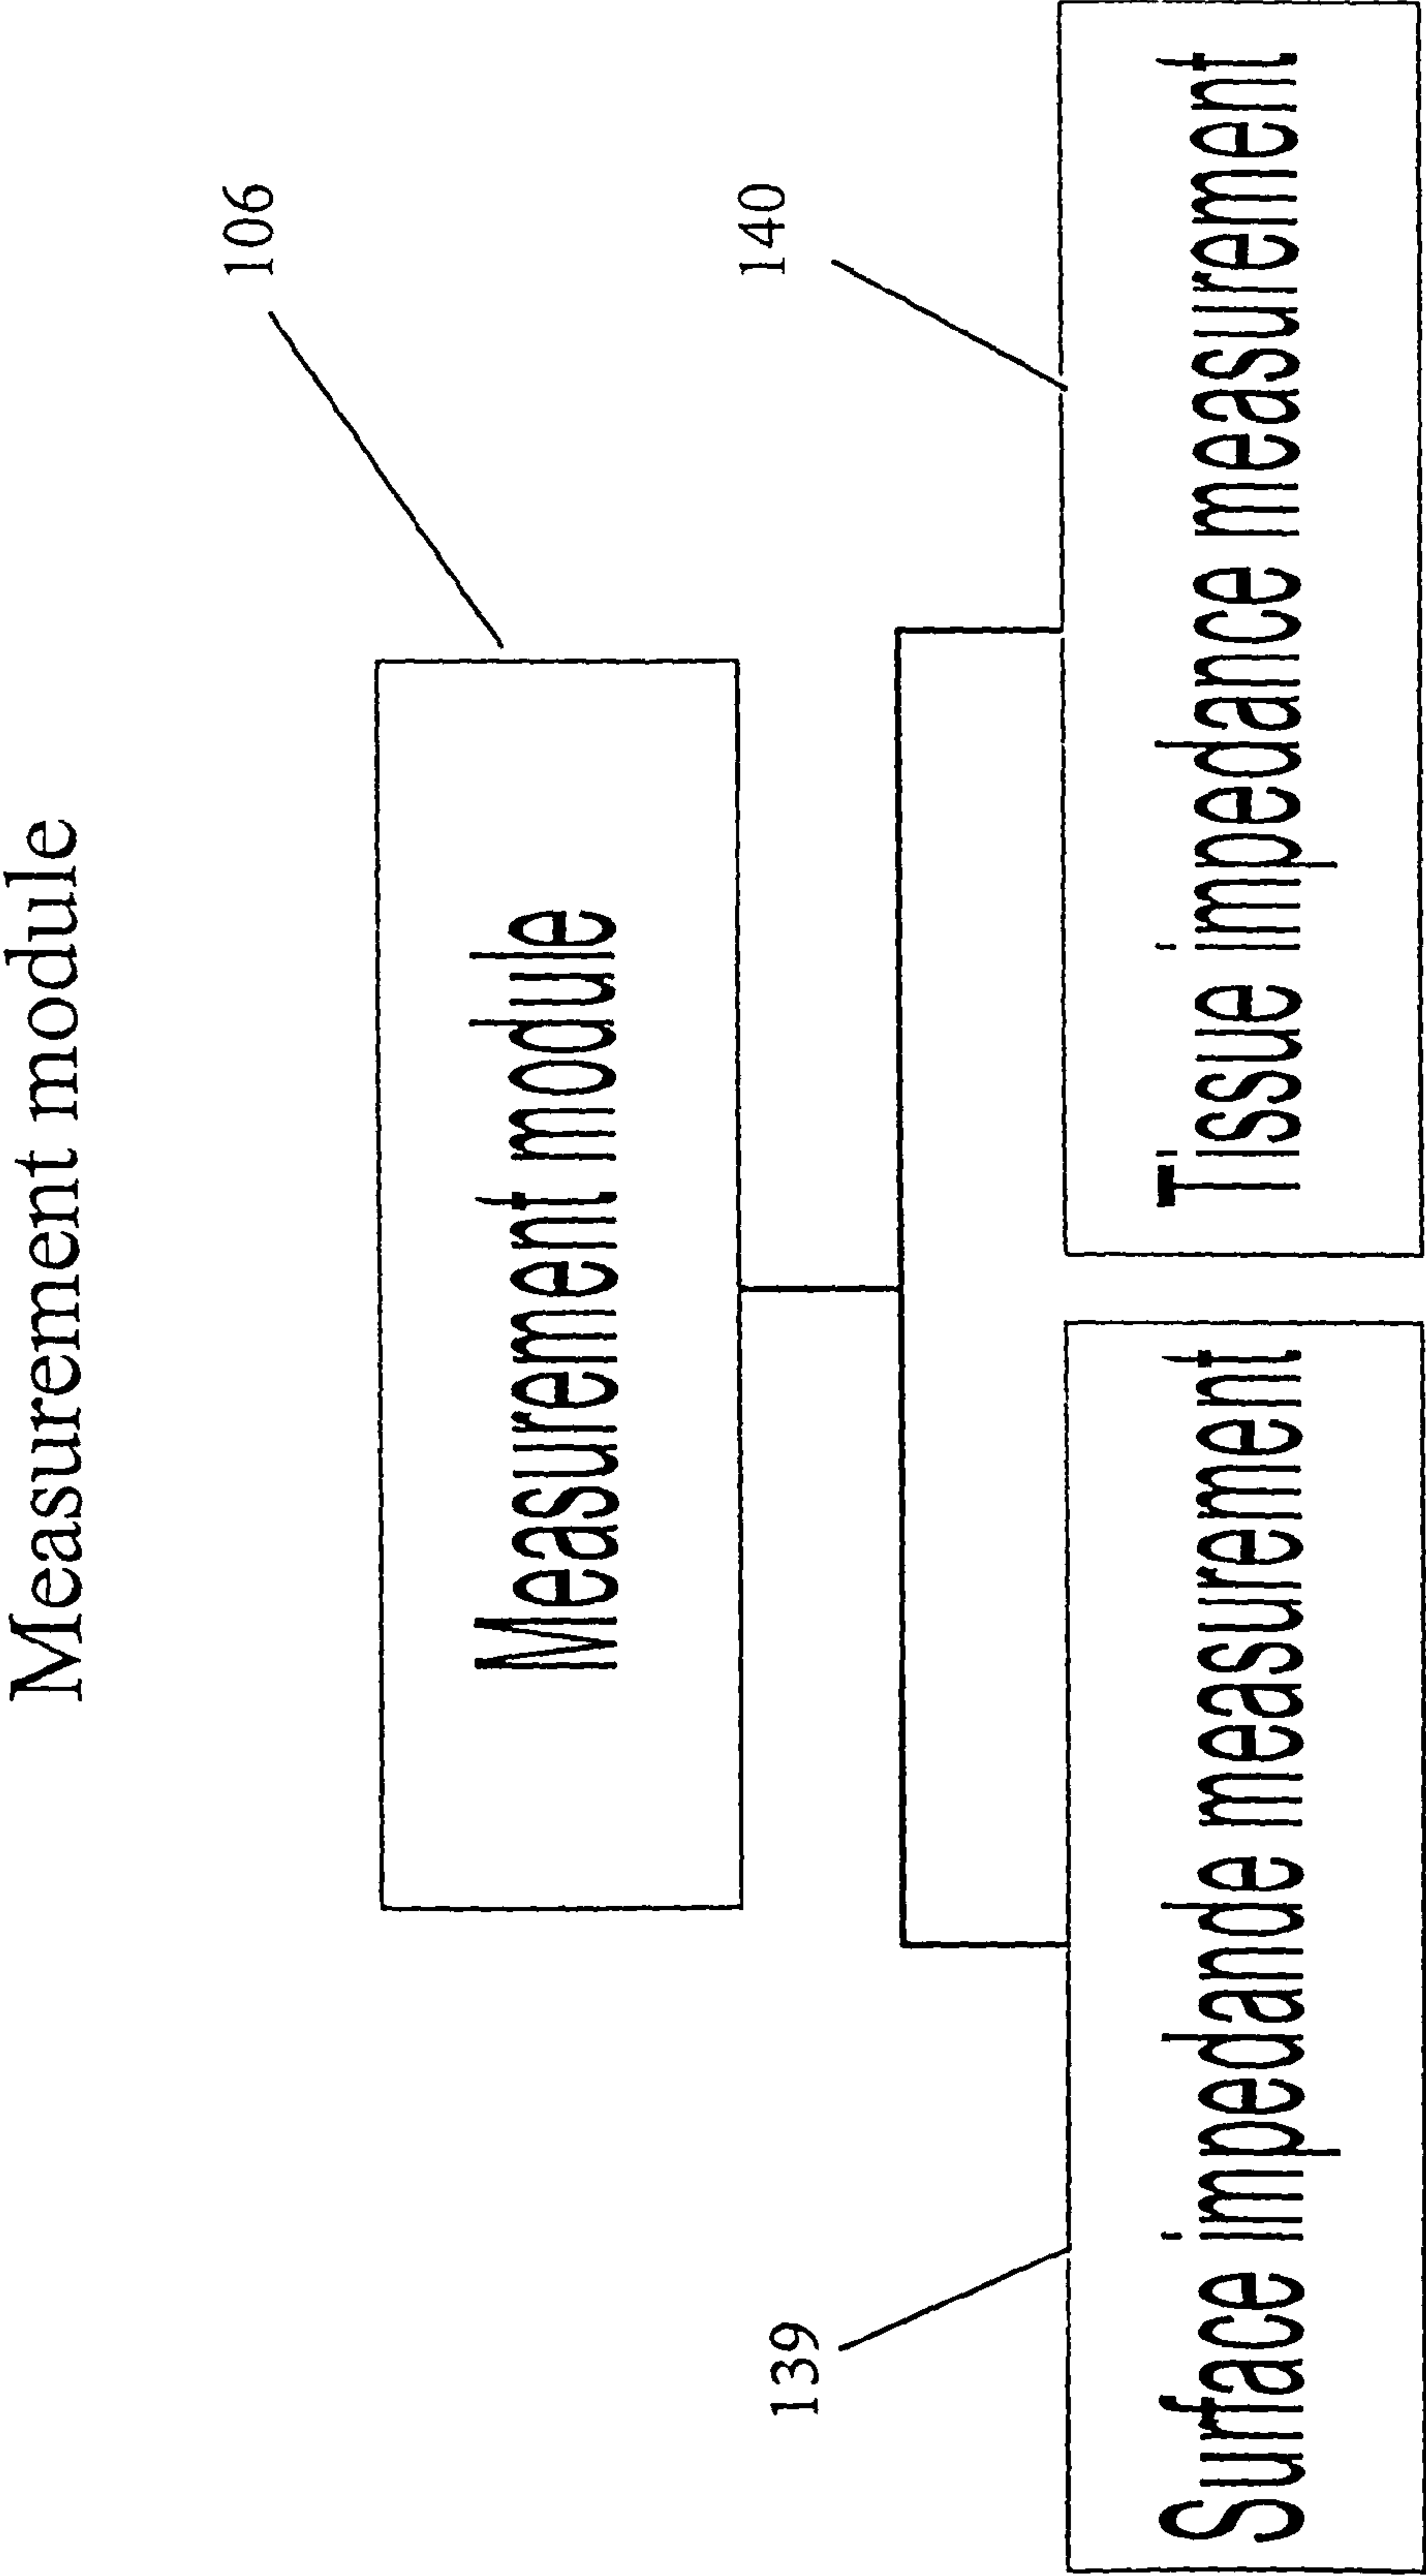 Measurement module
106
Measurement module
139
140
Surface impedande measurement
Tissue impedance measurement